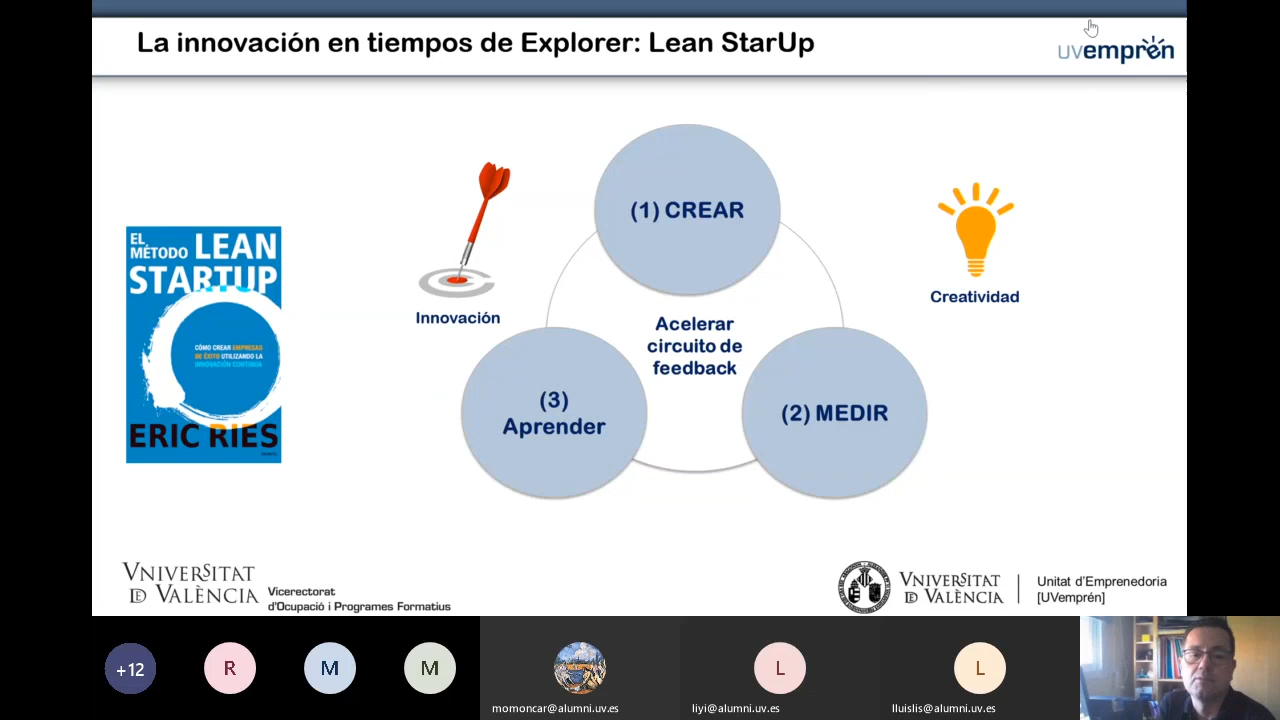 La innovación en tiempos de Explorer: Lean StarUp
uvemprén
(1) CREAR
EL
MÉTODO LEAN
STARTUP
CÓMO CREAR EMPRESAS
DE ÉXITO UTILIZANDO LA
INNOVACIÓN CONTINUA
ERIC RIES
Innovación
Creatividad
Acelerar
circuito de
feedback
(3)
Aprender
(2) MEDIR
VNIVERSITAT
DE VALÈNCIA
Vicerectorat
d'Ocupació i Programes Formatius
VNIVERSITAT
DE VALÈNCIA
Unitat d'Emprenedoria
[UVemprén]
+12
R
M
M
L
L
momoncar@alumni.uv.es
liyi@alumni.uv.es
lluislis@alumni.uv.es